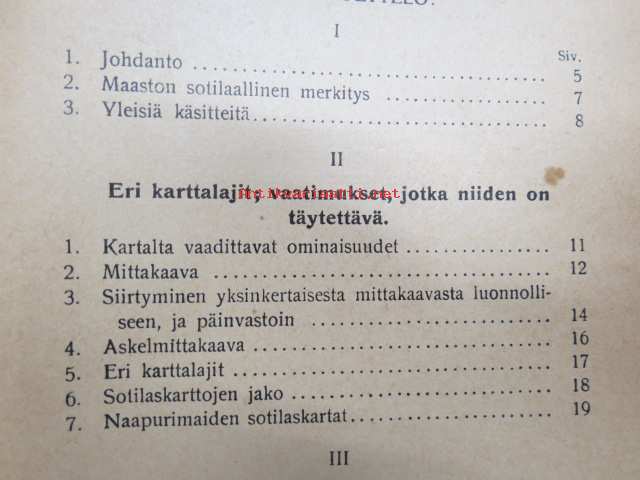 I
Siv.
1. Johdanto 5
2. Maaston sotilaallinen merkitys 7
3. Yleisiä käsitteitä 8
II
Eri karttalajit; vaatimukset, jotka niiden on
täytettävä.
1. Kartalta vaadittavat ominaisuudet 11
2. Mittakaava 12
3. Siirtyminen yksinkertaisesta mittakaavasta luonnolli-
seen, ja päinvastoin 14
4. Askelmittakaava 16
5. Eri karttalajit 17
6. Sotilaskarttojen jako 18
7. Naapurimaiden sotilaskartat 19
III